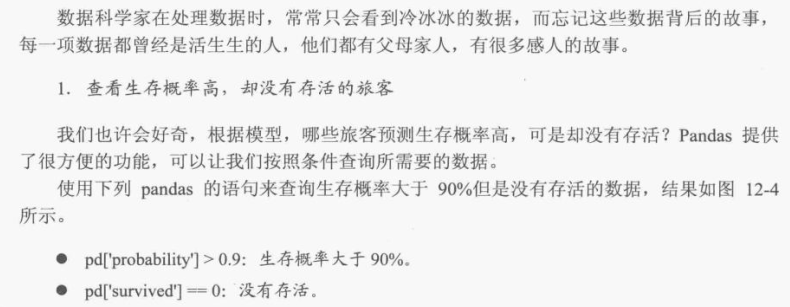 数据科学家在处理数据时，常常只会看到冷冰冰的数据，而忘记这些数据背后的故事，
每一项数据都曾经是活生生的人，他们都有父母家人，有很多感人的故事。
1. 查看生存概率高，却没有存活的旅客
我们也许会好奇，根据模型，哪些旅客预测生存概率高，可是却没有存活？Pandas 提供
了很方便的功能，可以让我们按照条件查询所需要的数据。
使用下列 pandas 的语句来查询生存概率大于 90%但是没有存活的数据，结果如图 12-4
所示。
● pd['probability'] > 0.9：生存概率大于 90%。
● pd['survived'] == 0：没有存活。